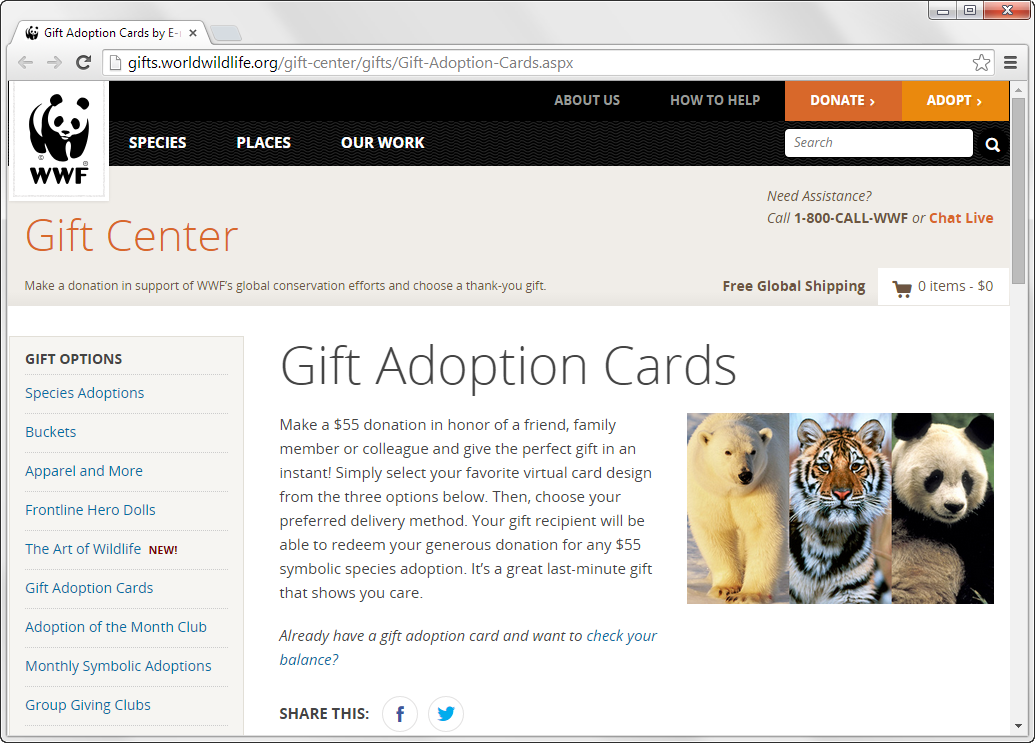 Gift Adoption Cards by E-
gifts.worldwildlife.org/gift-center/gifts/Gift-Adoption-Cards.aspx
ABOUT US HOW TO HELP DONATE › ADOPT ›
WWF
SPECIES PLACES OUR WORK Search
Need Assistance?
Call 1-800-CALL-WWF or Chat Live
Gift Center
Make a donation in support of WWF's global conservation efforts and choose a thank-you gift.
Free Global Shipping 0 items - $0
GIFT OPTIONS
Species Adoptions
Buckets
Apparel and More
Frontline Hero Dolls
The Art of Wildlife NEW!
Gift Adoption Cards
Adoption of the Month Club
Monthly Symbolic Adoptions
Group Giving Clubs
Gift Adoption Cards
Make a $55 donation in honor of a friend, family
member or colleague and give the perfect gift in an
instant! Simply select your favorite virtual card design
from the three options below. Then, choose your
preferred delivery method. Your gift recipient will be
able to redeem your generous donation for any $55
symbolic species adoption. It's a great last-minute gift
that shows you care.
Already have a gift adoption card and want to check your
balance?
SHARE THIS: